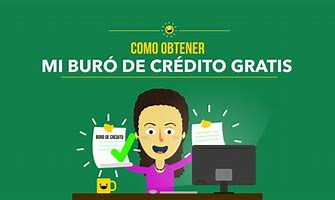 COMO OBTENER
MI BURÓ DE CRÉDITO GRATIS
BURÓ DE CRÉDITO